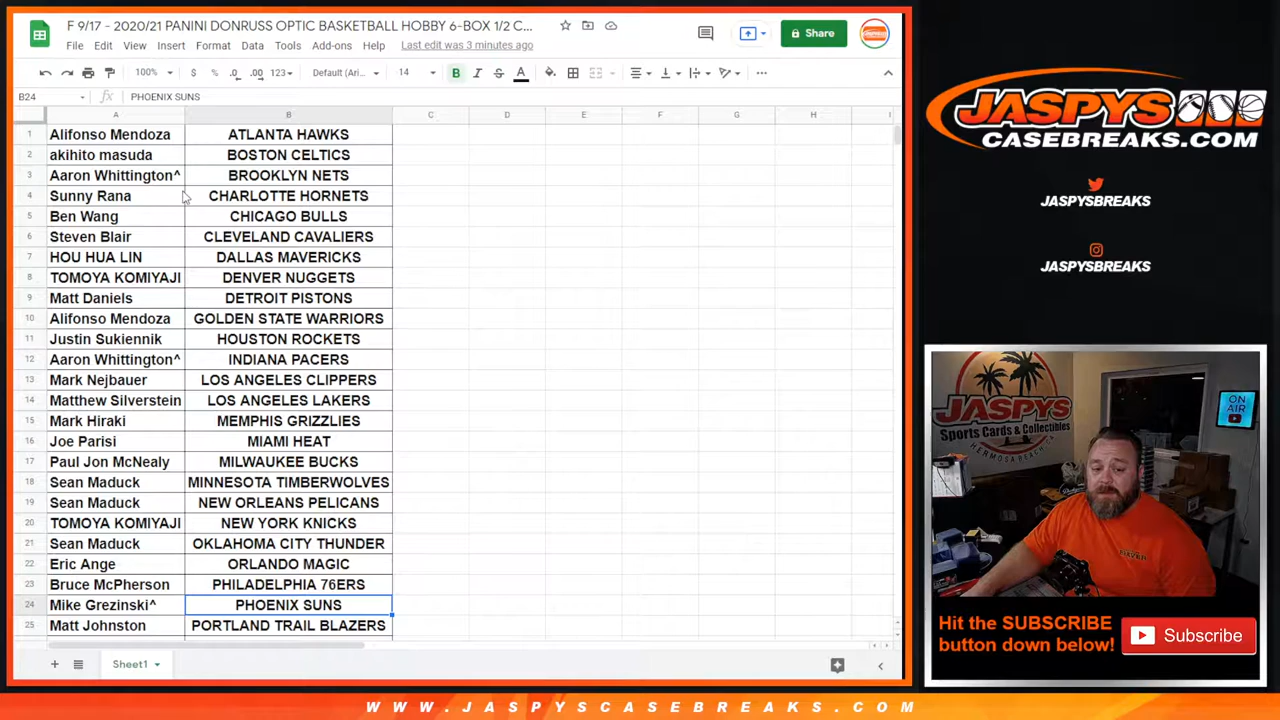 F 9/17 - 2020/21 PANINI DONRUSS OPTIC BASKETBALL HOBBY 6-BOX 1/2 C...
File Edit View Insert Format Data Tools Add-ons Help Last edit was 3 minutes ago
Share
100% $ % .0 .00 123 Default (Ari... 14 B I S A
B24 fx PHOENIX SUNS
A B C D E F G H I
1 Alifonso Mendoza ATLANTA HAWKS
2 akihito masuda BOSTON CELTICS
3 Aaron Whittington^ BROOKLYN NETS
4 Sunny Rana CHARLOTTE HORNETS
5 Ben Wang CHICAGO BULLS
6 Steven Blair CLEVELAND CAVALIERS
7 HOU HUA LIN DALLAS MAVERICKS
8 TOMOYA KOMIYAJI DENVER NUGGETS
9 Matt Daniels DETROIT PISTONS
10 Alifonso Mendoza GOLDEN STATE WARRIORS
11 Justin Sukiennik HOUSTON ROCKETS
12 Aaron Whittington^ INDIANA PACERS
13 Mark Nejbauer LOS ANGELES CLIPPERS
14 Matthew Silverstein LOS ANGELES LAKERS
15 Mark Hiraki MEMPHIS GRIZZLIES
16 Joe Parisi MIAMI HEAT
17 Paul Jon McNealy MILWAUKEE BUCKS
18 Sean Maduck MINNESOTA TIMBERWOLVES
19 Sean Maduck NEW ORLEANS PELICANS
20 TOMOYA KOMIYAJI NEW YORK KNICKS
21 Sean Maduck OKLAHOMA CITY THUNDER
22 Eric Ange ORLANDO MAGIC
23 Bruce McPherson PHILADELPHIA 76ERS
24 Mike Grezinski^ PHOENIX SUNS
25 Matt Johnston PORTLAND TRAIL BLAZERS
Sheet1
JASPYS
CASEBREAKS.COM
JASPYSBREAKS
JASPYSBREAKS
JASPYS
Sports Cards & Collectibles
HERMOSA BEACH, CA
ON AIR
Hit the SUBSCRIBE
button down below!
Subscribe
WWW.JASPYSCASEBREAKS.COM